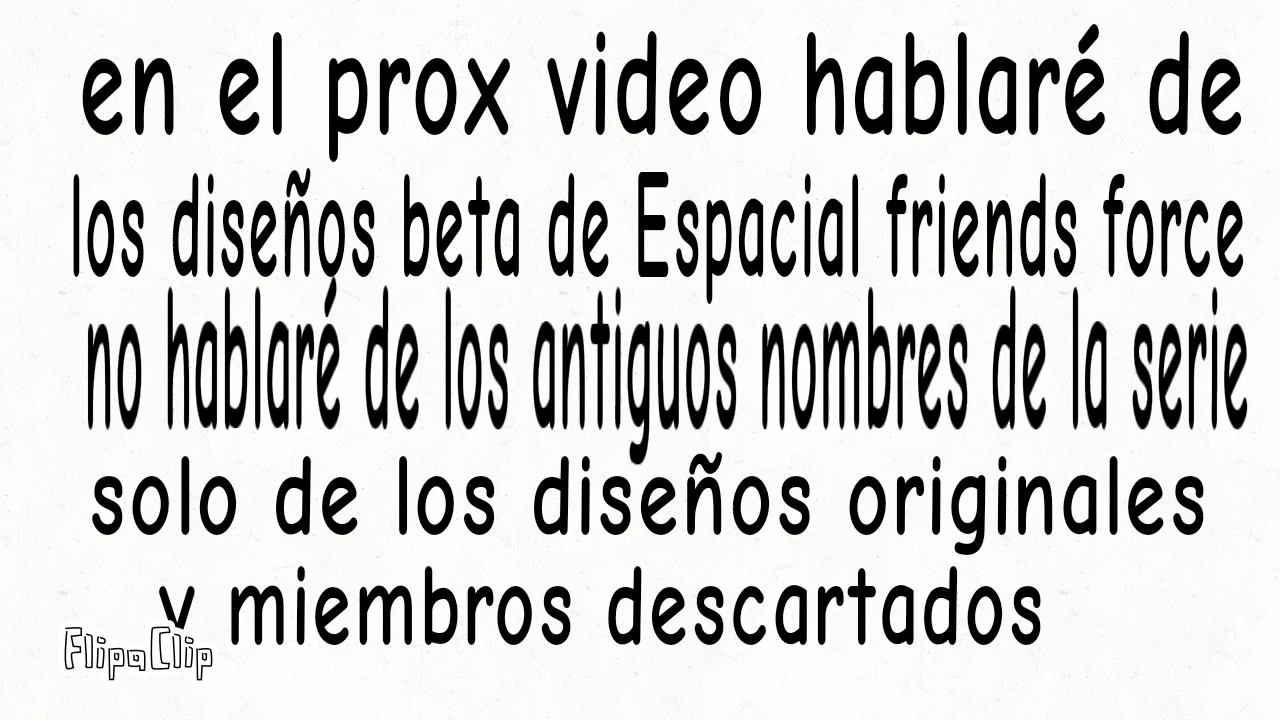 en el prox video hablaré de
los diseños beta de Espacial friends force
no hablaré de los antiguos nombres de la serie
solo de los diseños originales
y miembros descartados
FlipaClip